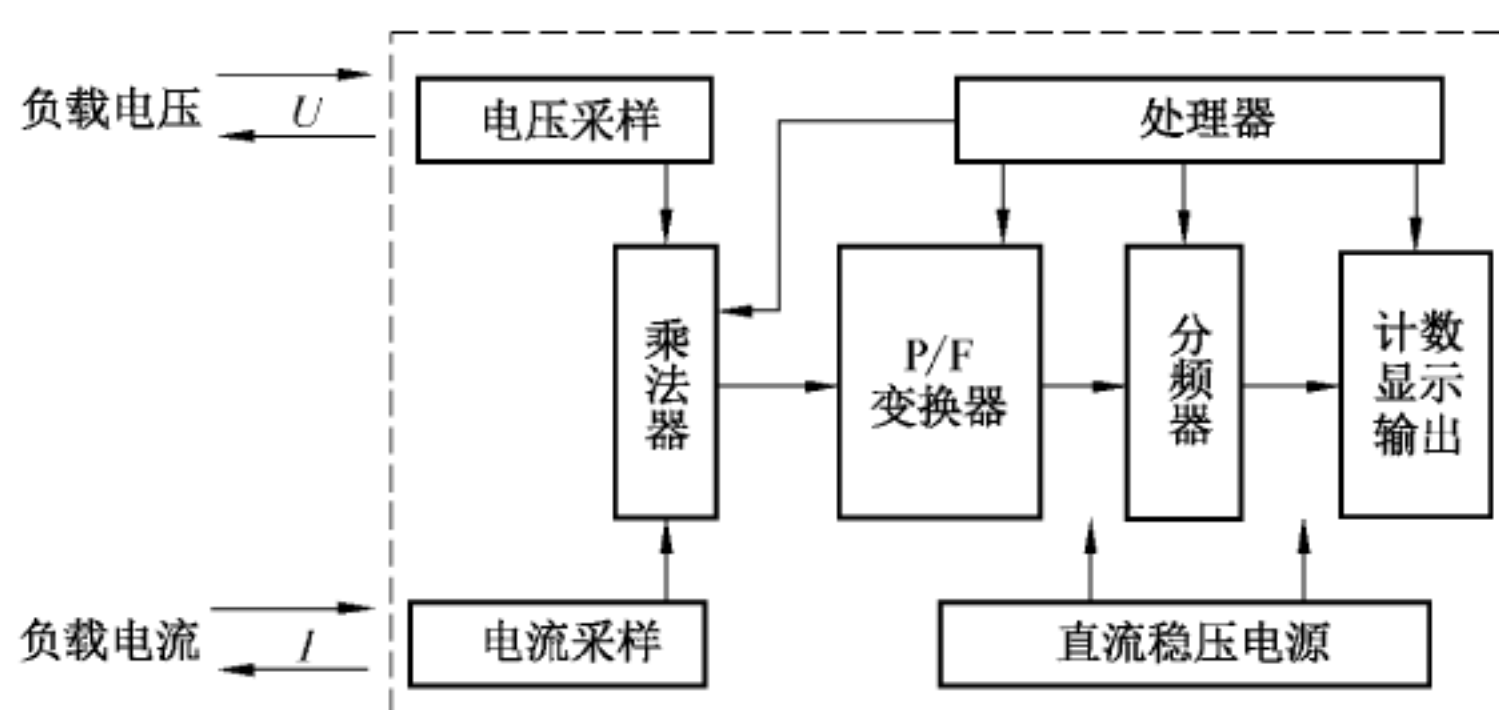 负载电压
U
电压采样
处理器
乘法器
P/F
变换器
分频器
计数
显示
输出
负载电流
I
电流采样
直流稳压电源